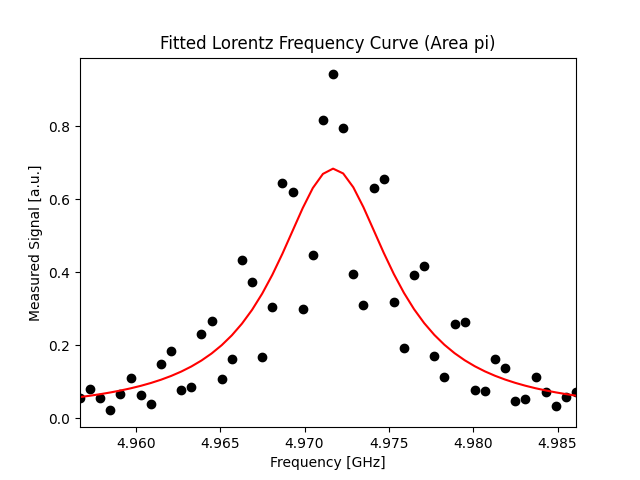 Fitted Lorentz Frequency Curve (Area pi)
Measured Signal [a.u.]
0.8
0.6
0.4
0.2
0.0
4.960 4.965 4.970 4.975 4.980 4.985
Frequency [GHz]